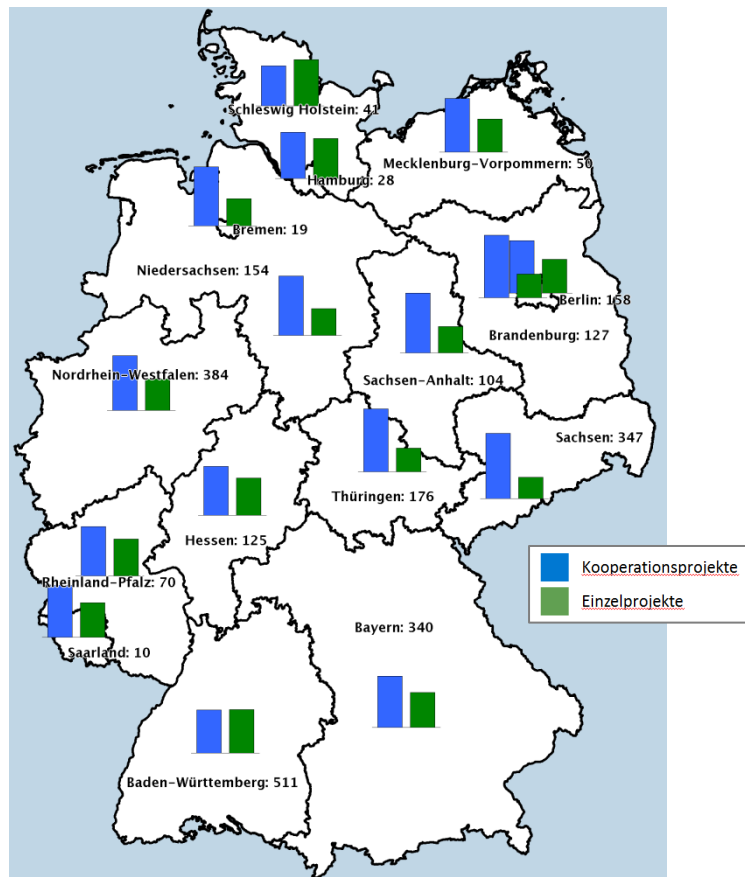 Schleswig Holstein: 41
Mecklenburg-Vorpommern: 50
Hamburg: 28
Bremen: 19
Niedersachsen: 154
Berlin: 158
Brandenburg: 127
Nordrhein-Westfalen: 384
Sachsen-Anhalt: 104
Sachsen: 347
Thüringen: 176
Hessen: 125
Kooperationsprojekte
Rheinland-Pfalz: 70
Einzelprojekte
Bayern: 340
Saarland: 10
Baden-Württemberg: 511